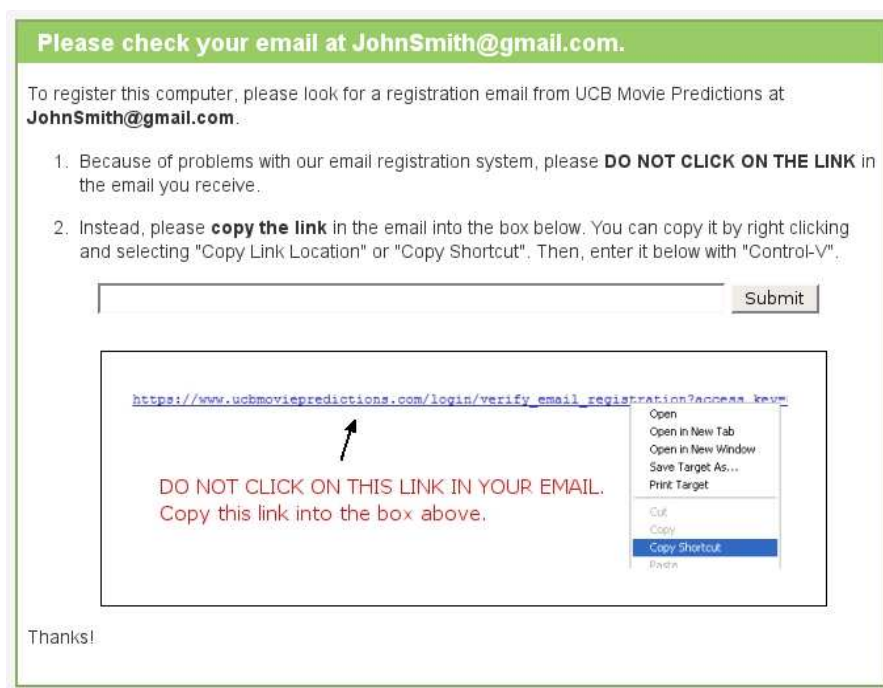 Please check your email at JohnSmith@gmail.com.
To register this computer, please look for a registration email from UCB Movie Predictions at
JohnSmith@gmail.com.
1. Because of problems with our email registration system, please DO NOT CLICK ON THE LINK in
the email you receive.
2. Instead, please copy the link in the email into the box below. You can copy it by right clicking
and selecting "Copy Link Location" or "Copy Shortcut". Then, enter it below with "Control-V".
Submit
https://www.ucbmoviepredictions.com/login/verify_email_registration?access_key=
Open
Open in New Tab
Open in New Window
Save Target As...
Print Target
Cut
Copy
Copy Shortcut
Paste
DO NOT CLICK ON THIS LINK IN YOUR EMAIL.
Copy this link into the box above.
Thanks!